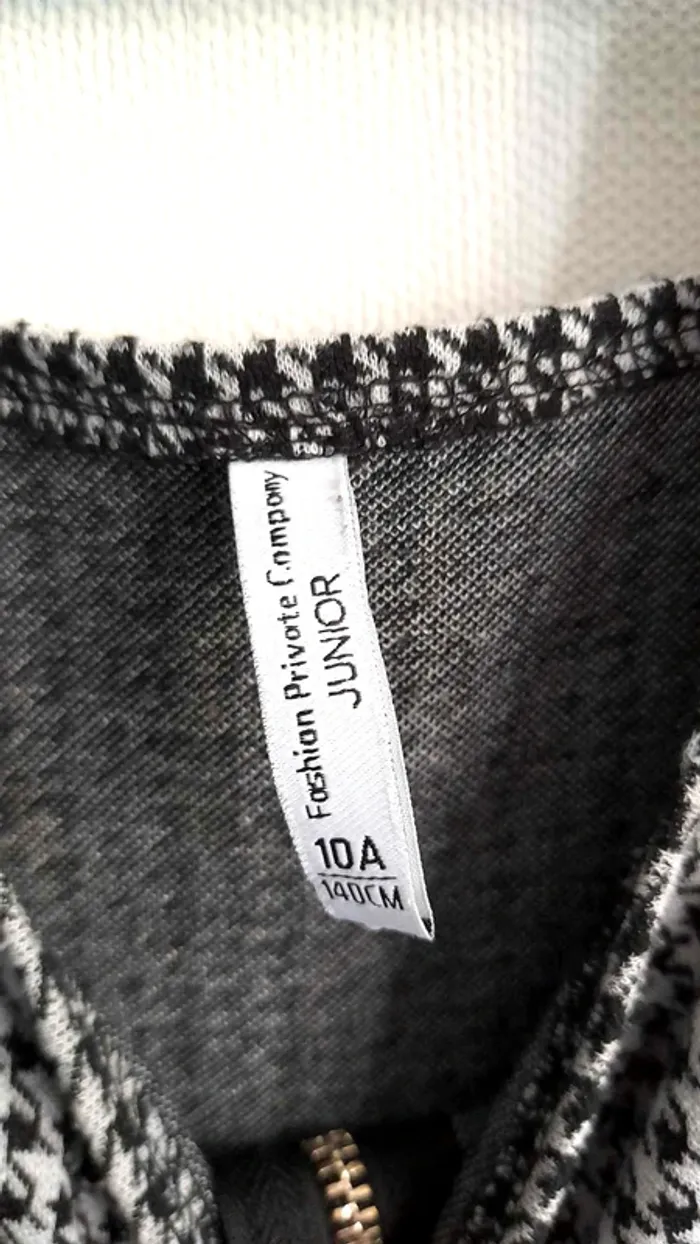 Fashion Private Company
JUNIOR
10A
140CM